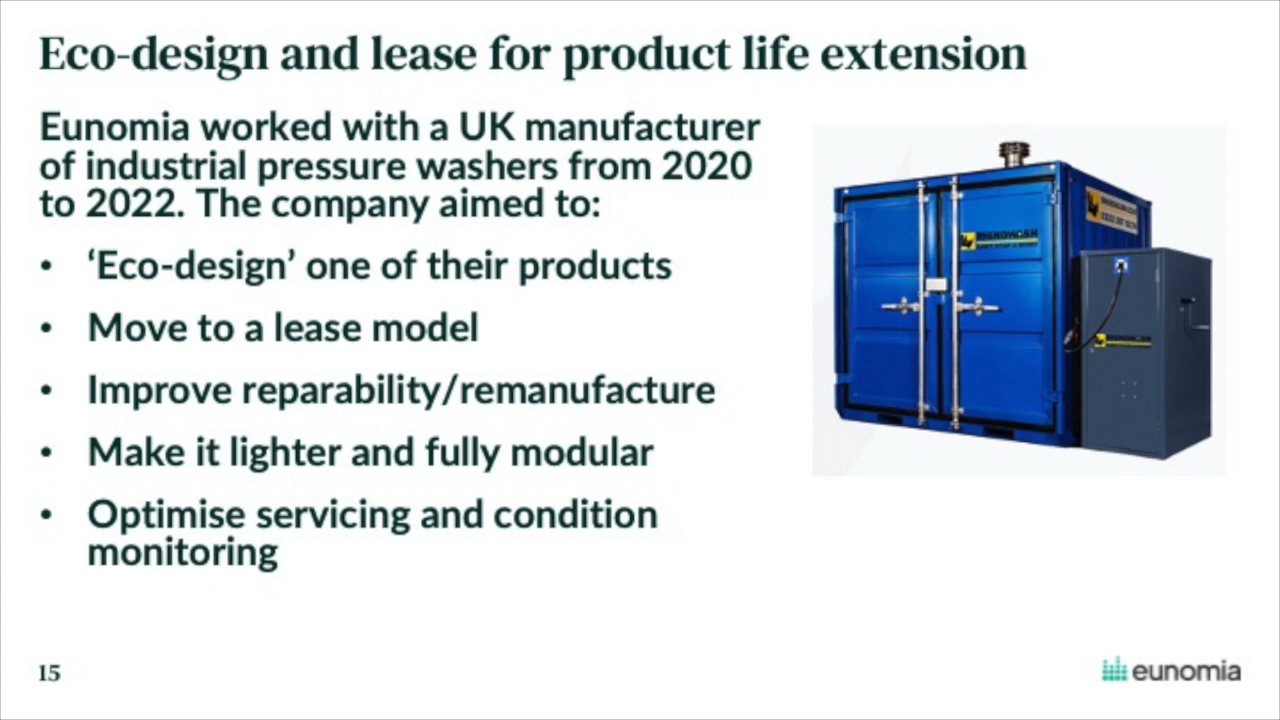 Eco-design and lease for product life extension
Eunomia worked with a UK manufacturer
of industrial pressure washers from 2020
to 2022. The company aimed to:
• ‘Eco-design’ one of their products
• Move to a lease model
• Improve reparability/remanufacture
• Make it lighter and fully modular
• Optimise servicing and condition
monitoring
RHINOWASH
15
eunomia